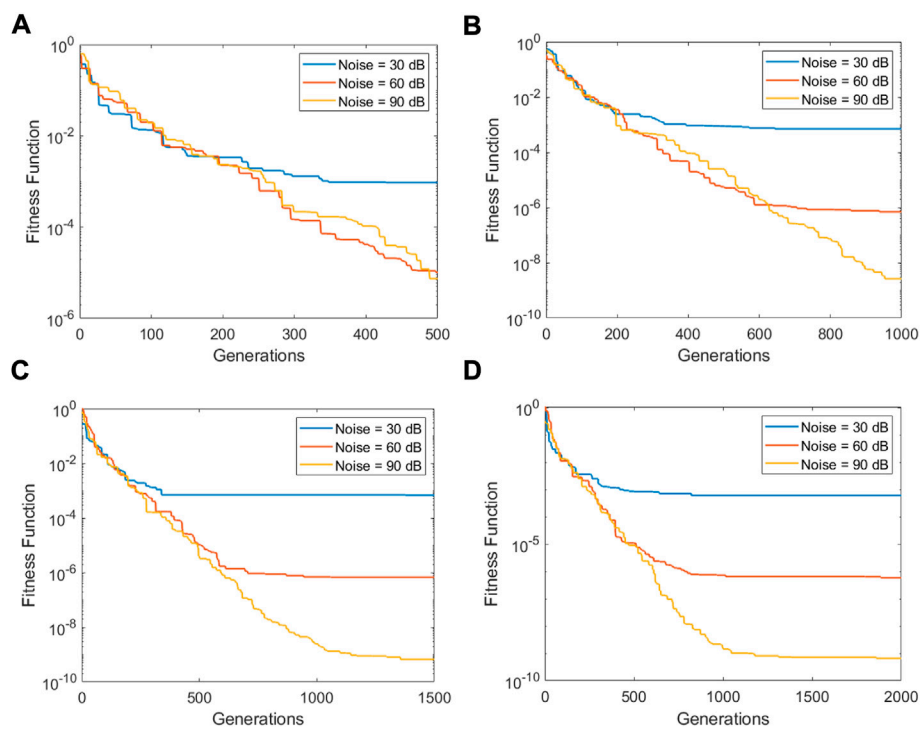 A
10^0
10^-2
10^-4
10^-6
Fitness Function
0 100 200 300 400 500
Generations
Noise = 30 dB
Noise = 60 dB
Noise = 90 dB
B
10^0
10^-2
10^-4
10^-6
10^-8
10^-10
Fitness Function
0 200 400 600 800 1000
Generations
Noise = 30 dB
Noise = 60 dB
Noise = 90 dB
C
10^0
10^-2
10^-4
10^-6
10^-8
10^-10
Fitness Function
0 500 1000 1500
Generations
Noise = 30 dB
Noise = 60 dB
Noise = 90 dB
D
10^0
10^-5
10^-10
Fitness Function
0 500 1000 1500 2000
Generations
Noise = 30 dB
Noise = 60 dB
Noise = 90 dB